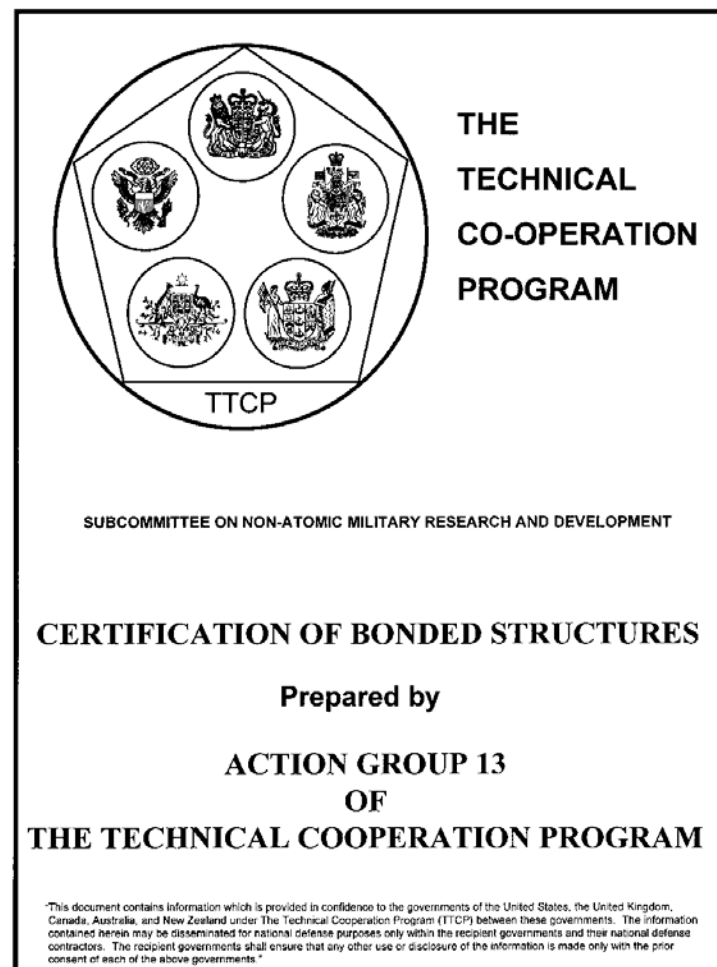 THE
TECHNICAL
CO-OPERATION
PROGRAM
TTCP
SUBCOMMITTEE ON NON-ATOMIC MILITARY RESEARCH AND DEVELOPMENT
CERTIFICATION OF BONDED STRUCTURES
Prepared by
ACTION GROUP 13
OF
THE TECHNICAL COOPERATION PROGRAM
"This document contains information which is provided in confidence to the governments of the United States, the United Kingdom,
Canada, Australia, and New Zealand under The Technical Cooperation Program (TTCP) between these governments. The information
contained herein may be disseminated for national defense purposes only within the recipient governments and their national defense
contractors. The recipient governments shall ensure that any other use or disclosure of the information is made only with the prior
consent of each of the above governments."